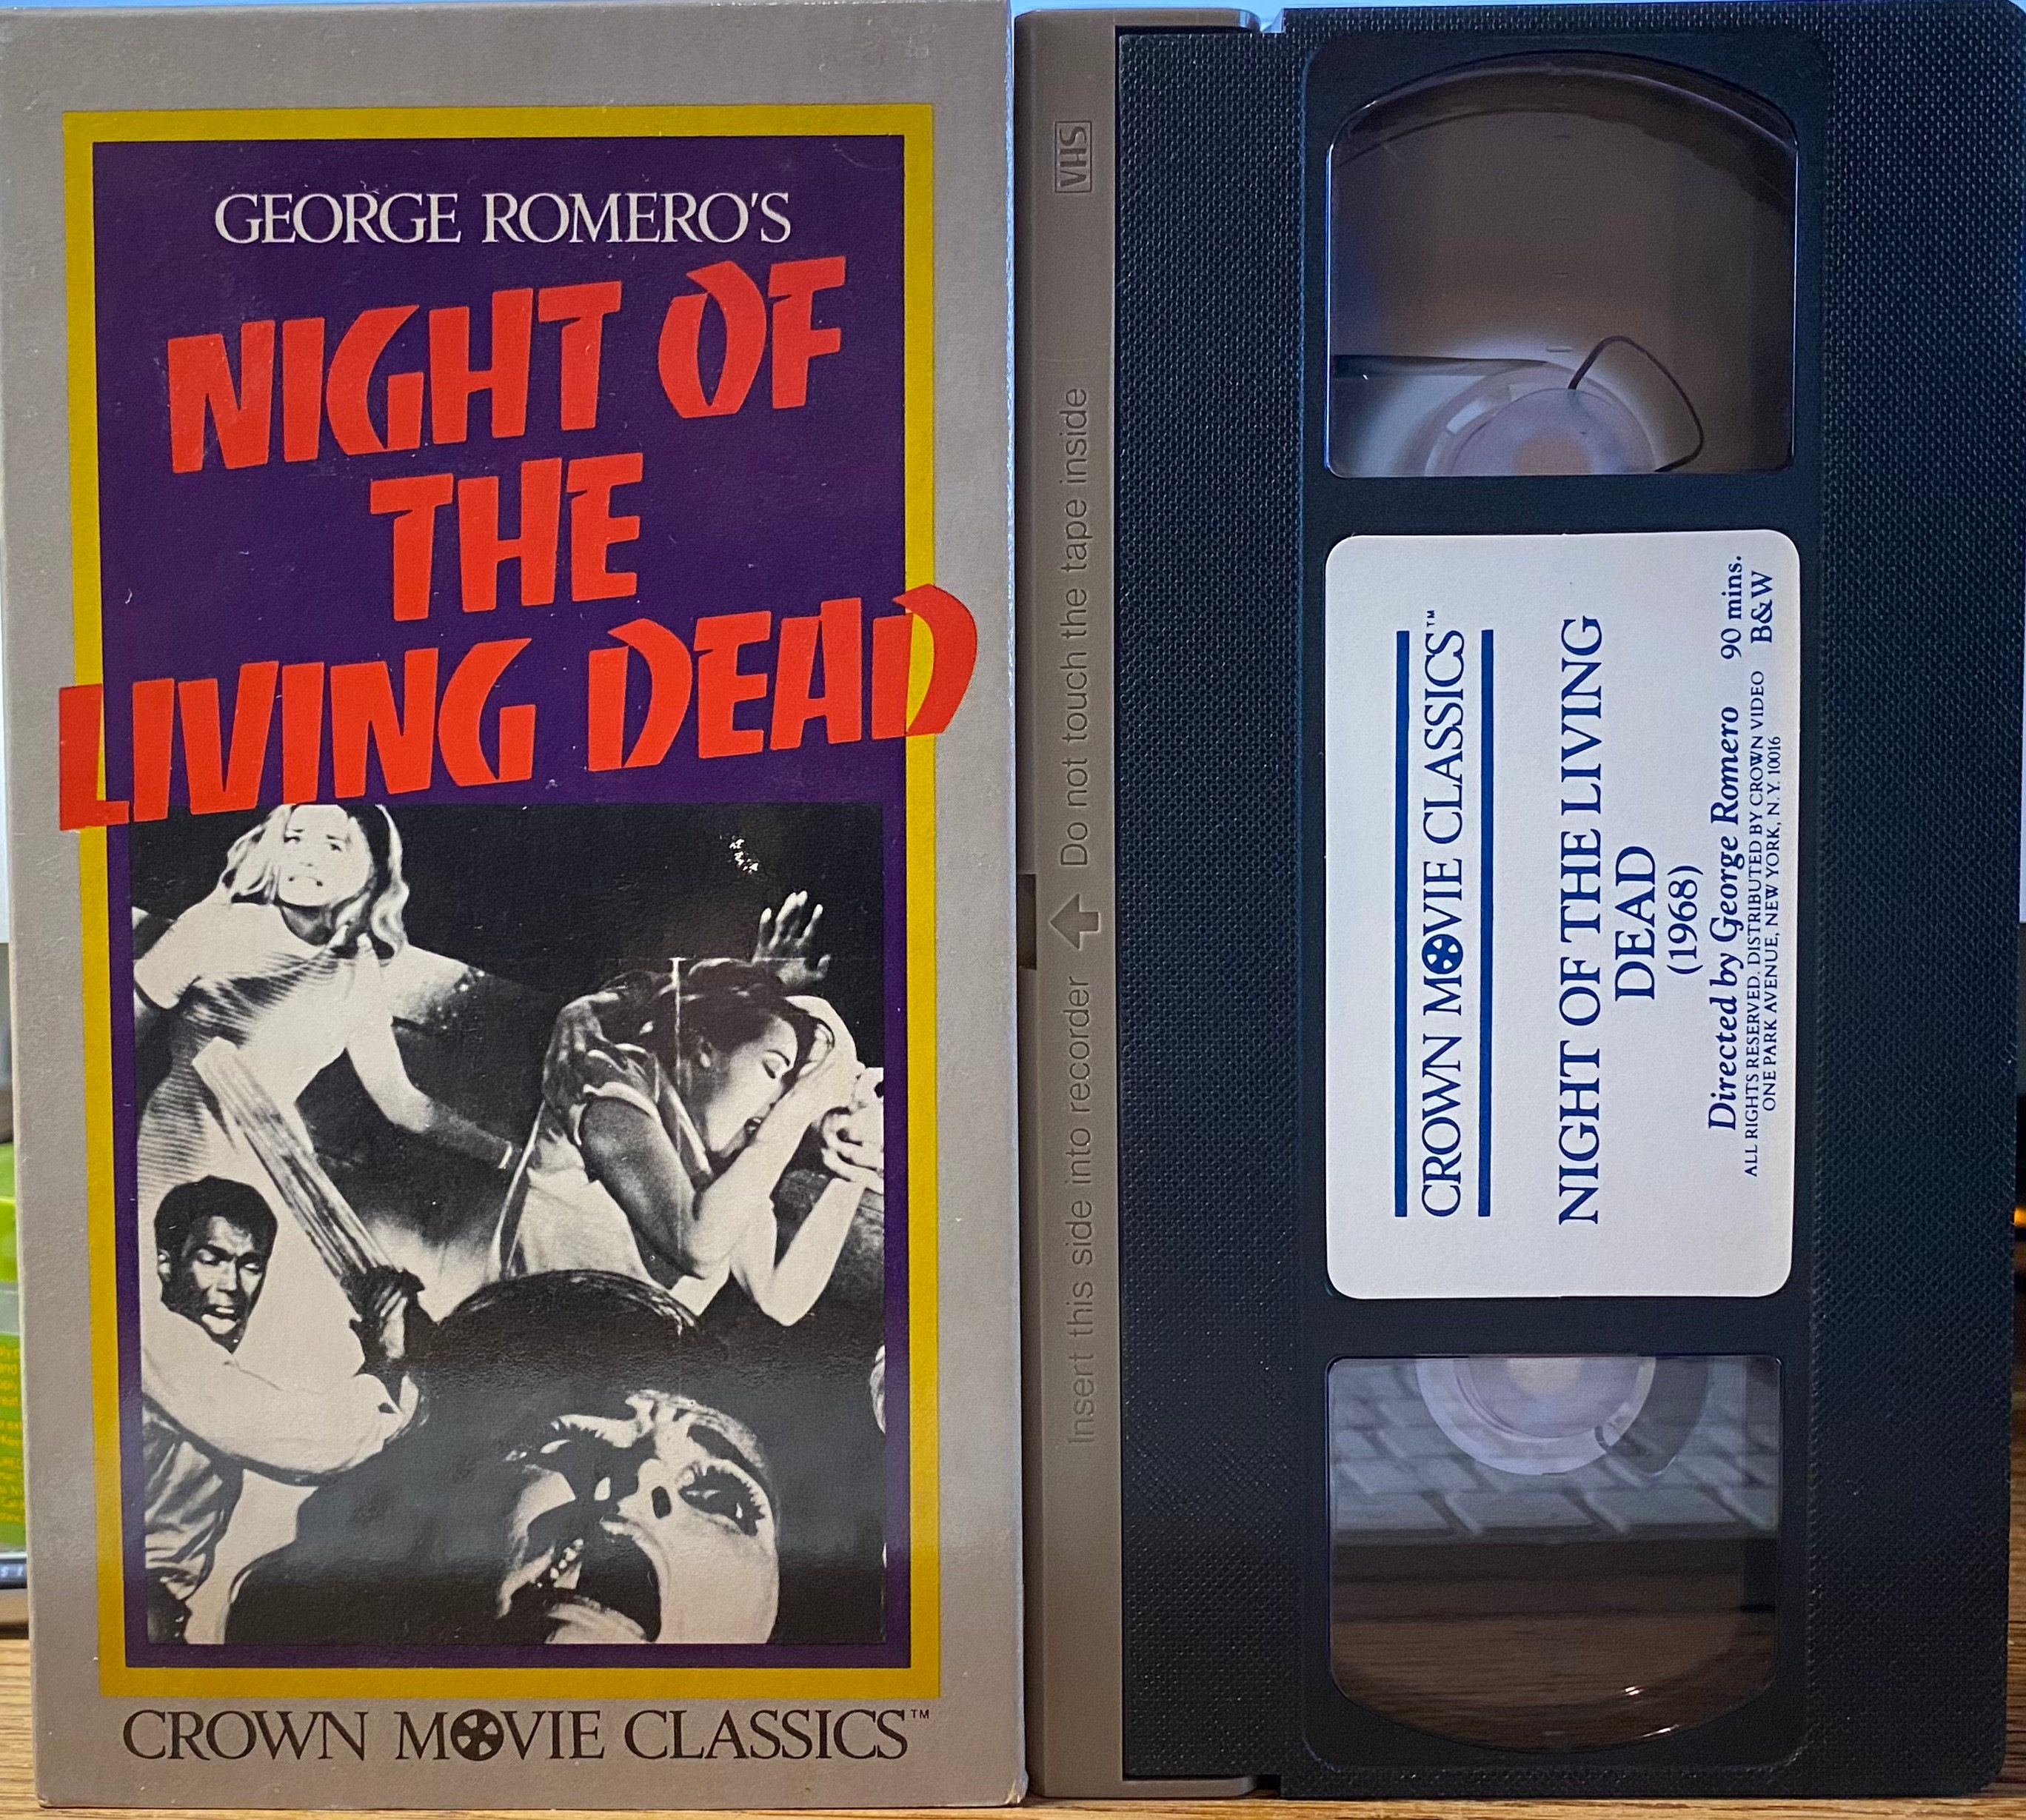 GEORGE ROMERO'S
NIGHT OF
THE
LIVING DEAD
CROWN MOVIE CLASSICS™
VHS
Insert this side into recorder Do not touch the tape inside
CROWN MOVIE CLASSICS™
NIGHT OF THE LIVING
DEAD
(1968)
Directed by George Romero 90 mins.
ALL RIGHTS RESERVED. DISTRIBUTED BY CROWN VIDEO B&W
ONE PARK AVENUE, NEW YORK, N.Y. 10016